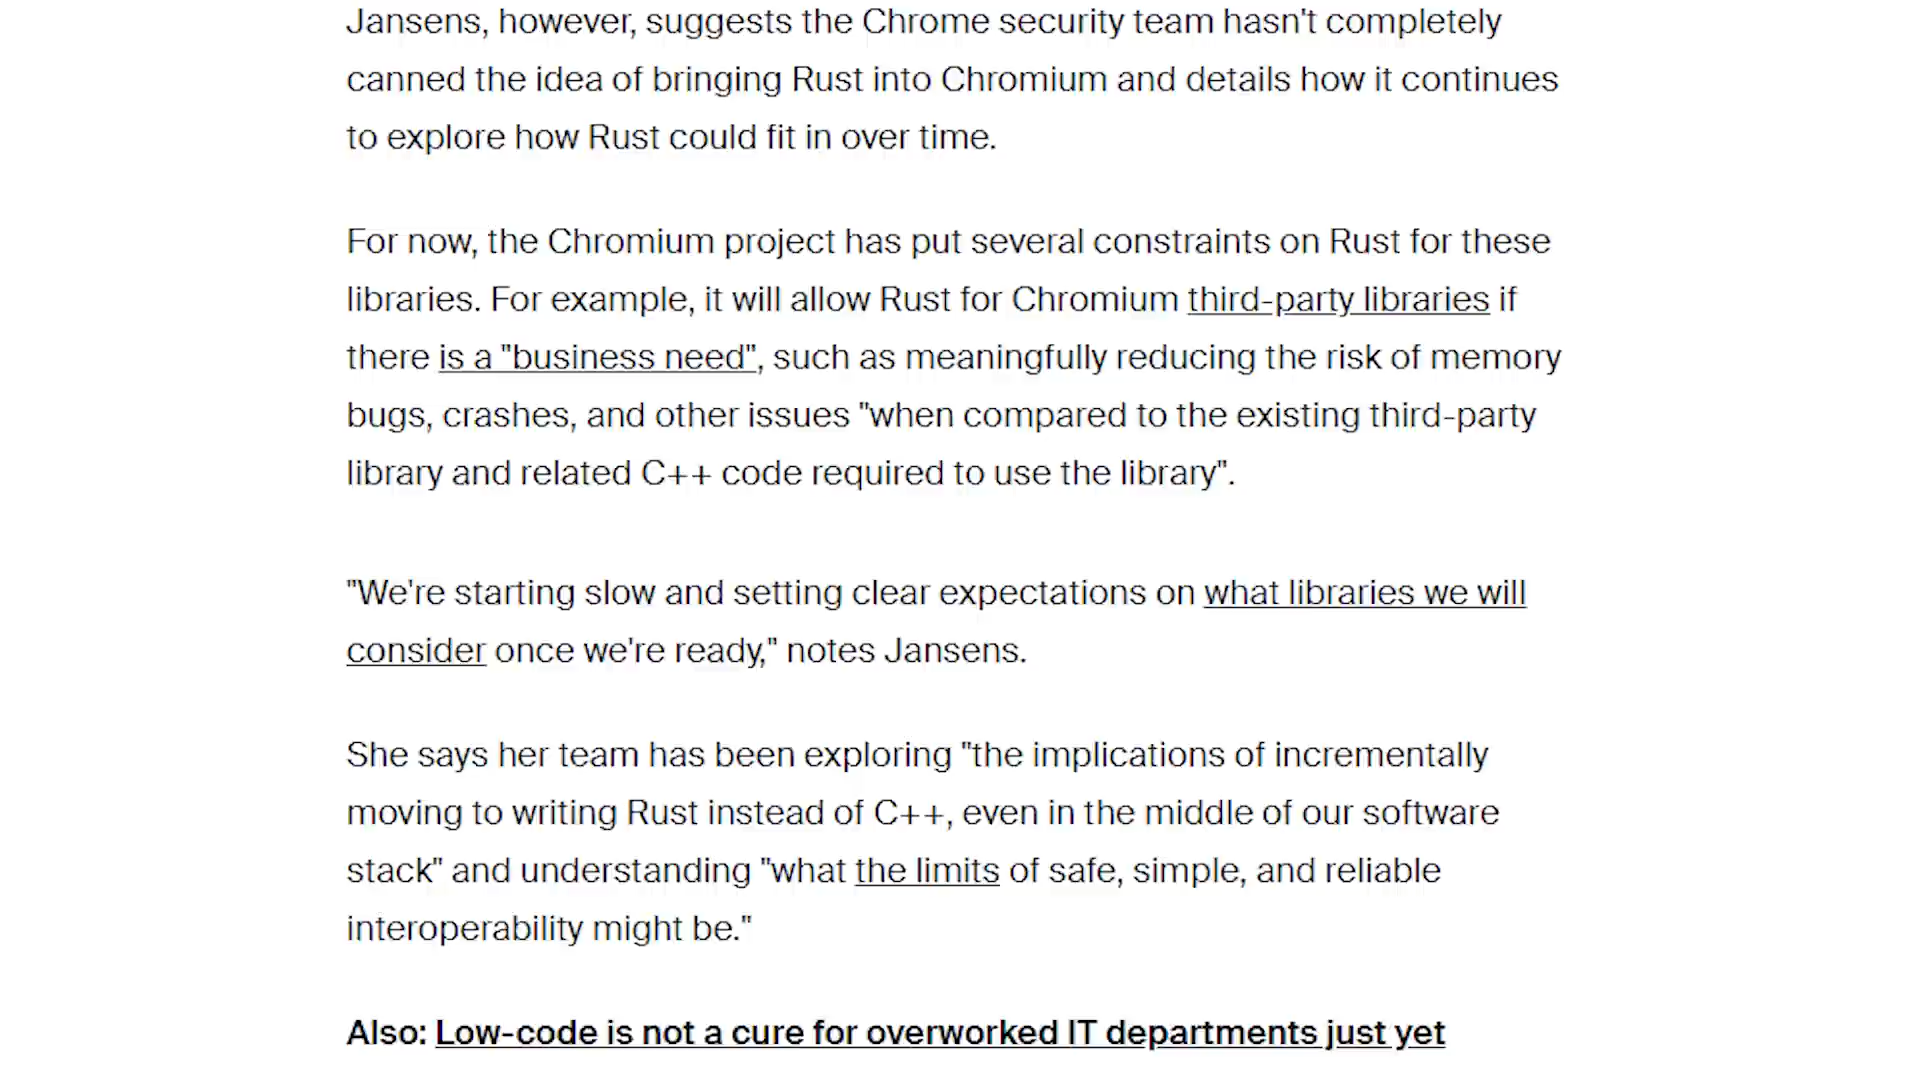 Jansens, however, suggests the Chrome security team hasn't completely
canned the idea of bringing Rust into Chromium and details how it continues
to explore how Rust could fit in over time.
For now, the Chromium project has put several constraints on Rust for these
libraries. For example, it will allow Rust for Chromium third-party libraries if
there is a "business need", such as meaningfully reducing the risk of memory
bugs, crashes, and other issues "when compared to the existing third-party
library and related C++ code required to use the library".
"We're starting slow and setting clear expectations on what libraries we will
consider once we're ready," notes Jansens.
She says her team has been exploring "the implications of incrementally
moving to writing Rust instead of C++, even in the middle of our software
stack" and understanding "what the limits of safe, simple, and reliable
interoperability might be."
Also: Low-code is not a cure for overworked IT departments just yet